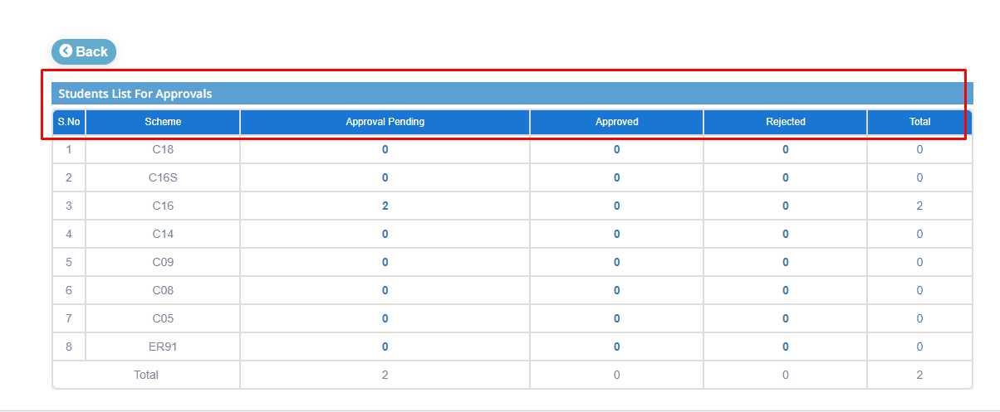 Back
Students List For Approvals
S.No Scheme Approval Pending Approved Rejected Total
1 C18 0 0 0 0
2 C16S 0 0 0 0
3 C16 2 0 0 2
4 C14 0 0 0 0
5 C09 0 0 0 0
6 C08 0 0 0 0
7 C05 0 0 0 0
8 ER91 0 0 0 0
Total 2 0 0 2